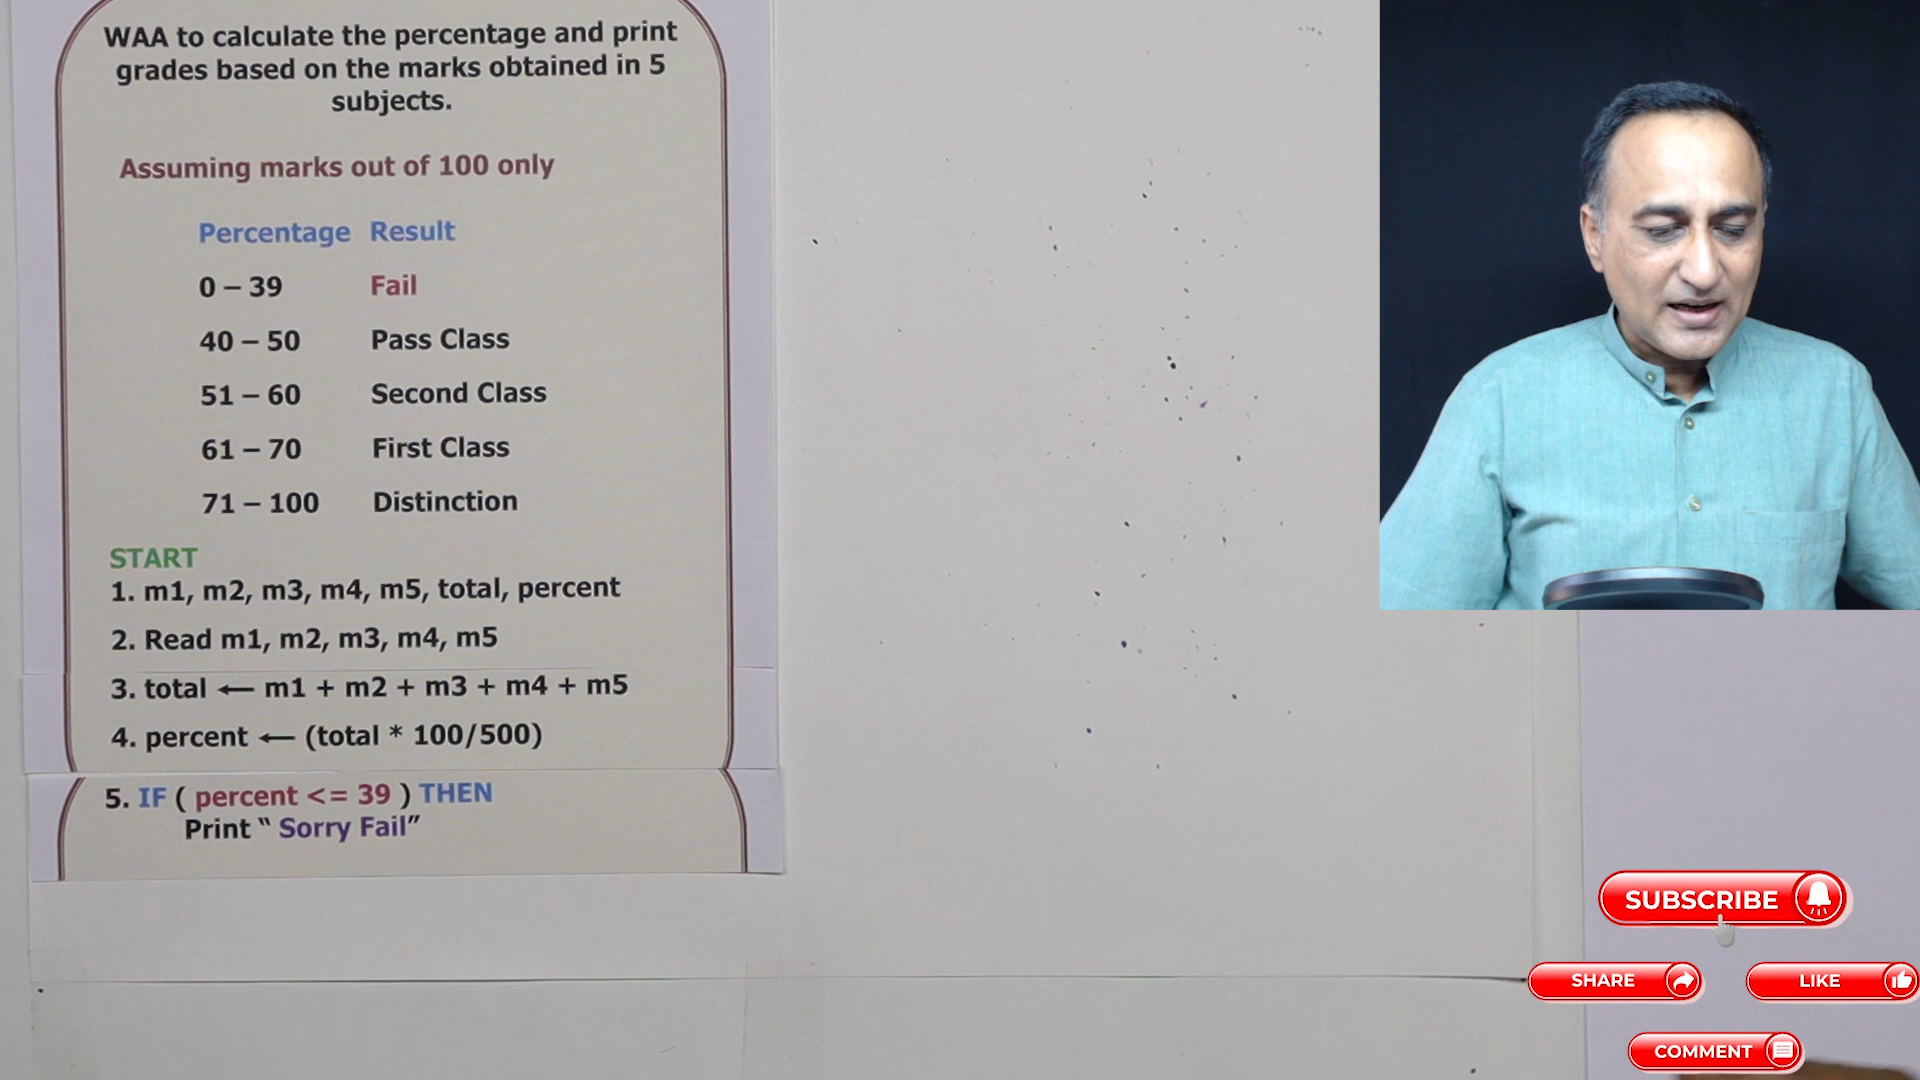 WAA to calculate the percentage and print
grades based on the marks obtained in 5
subjects.
Assuming marks out of 100 only
Percentage Result
0 – 39 Fail
40 – 50 Pass Class
51 – 60 Second Class
61 – 70 First Class
71 – 100 Distinction
START
1. m1, m2, m3, m4, m5, total, percent
2. Read m1, m2, m3, m4, m5
3. total ← m1 + m2 + m3 + m4 + m5
4. percent ← (total * 100/500)
5. IF ( percent <= 39 ) THEN
Print “ Sorry Fail”
SUBSCRIBE
SHARE
LIKE
COMMENT